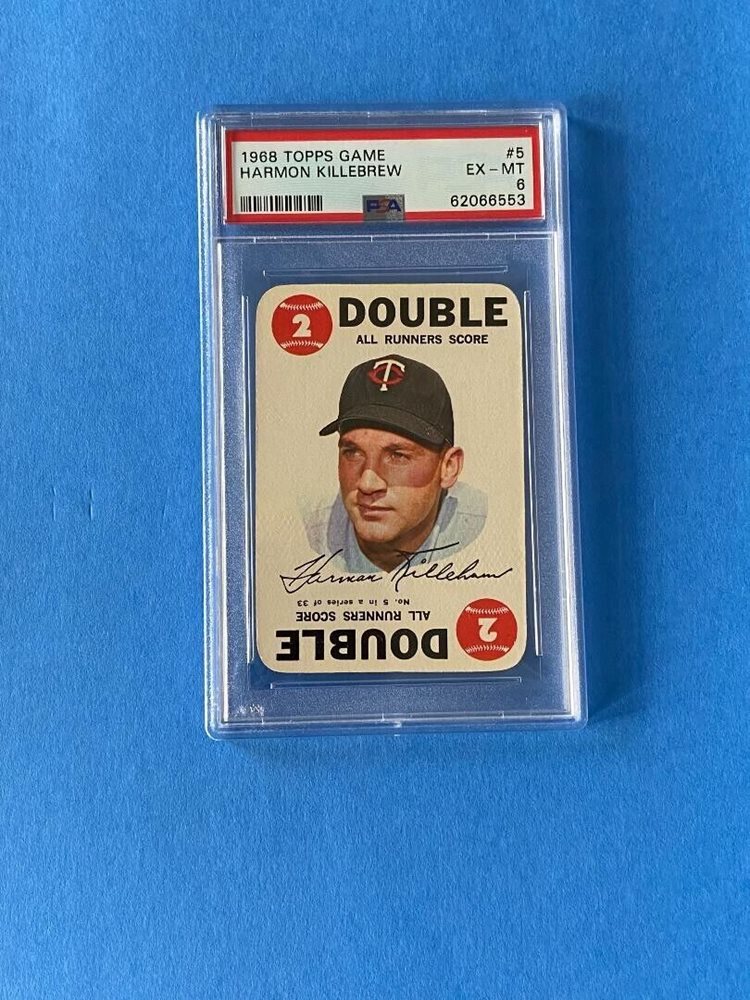 1968 TOPPS GAME #5
HARMON KILLEBREW EX - MT
6
PSA 62066553
2 DOUBLE
ALL RUNNERS SCORE
TC
Harmon Killebrew
No. 5 in a series of 33
ALL RUNNERS SCORE
DOUBLE 2